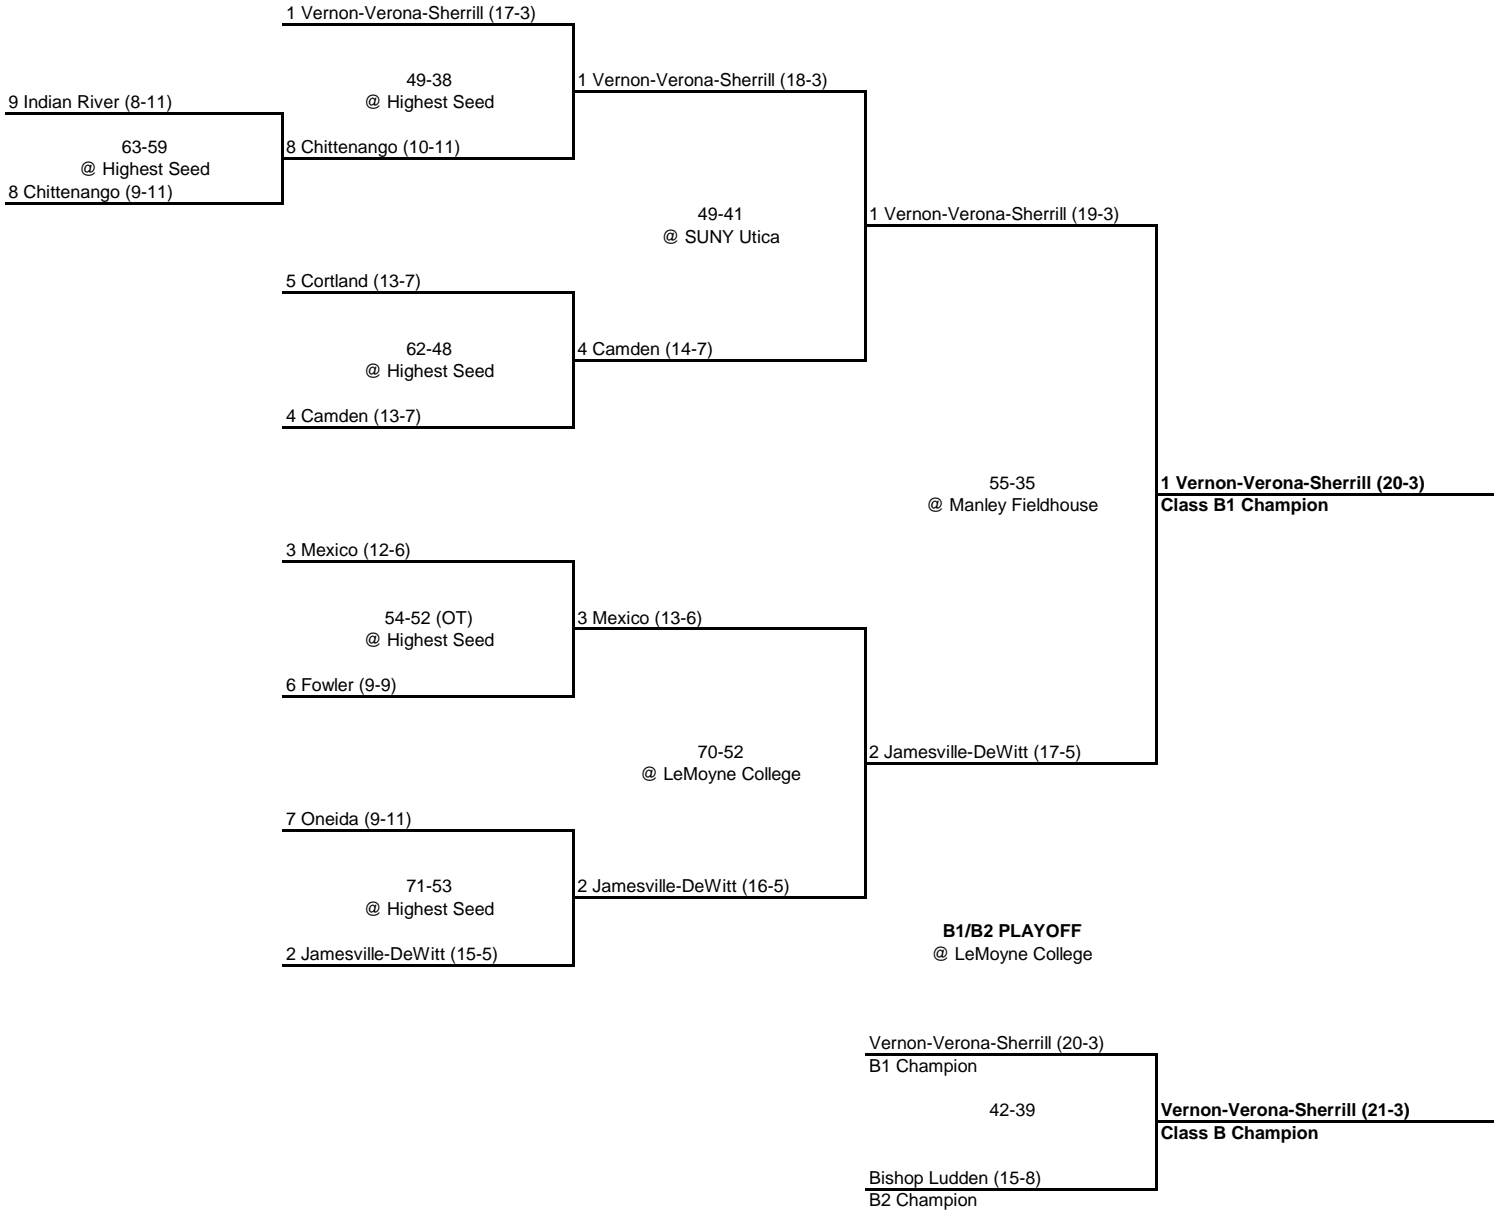 1 Vernon-Verona-Sherrill (17-3)
49-38
@ Highest Seed
1 Vernon-Verona-Sherrill (18-3)
9 Indian River (8-11)
63-59
@ Highest Seed
8 Chittenango (10-11)
8 Chittenango (9-11)
49-41
@ SUNY Utica
1 Vernon-Verona-Sherrill (19-3)
5 Cortland (13-7)
62-48
@ Highest Seed
4 Camden (14-7)
4 Camden (13-7)
55-35
@ Manley Fieldhouse
1 Vernon-Verona-Sherrill (20-3)
Class B1 Champion
3 Mexico (12-6)
54-52 (OT)
@ Highest Seed
3 Mexico (13-6)
6 Fowler (9-9)
70-52
@ LeMoyne College
2 Jamesville-DeWitt (17-5)
7 Oneida (9-11)
71-53
@ Highest Seed
2 Jamesville-DeWitt (16-5)
2 Jamesville-DeWitt (15-5)
B1/B2 PLAYOFF
@ LeMoyne College
Vernon-Verona-Sherrill (20-3)
B1 Champion
42-39
Vernon-Verona-Sherrill (21-3)
Class B Champion
Bishop Ludden (15-8)
B2 Champion